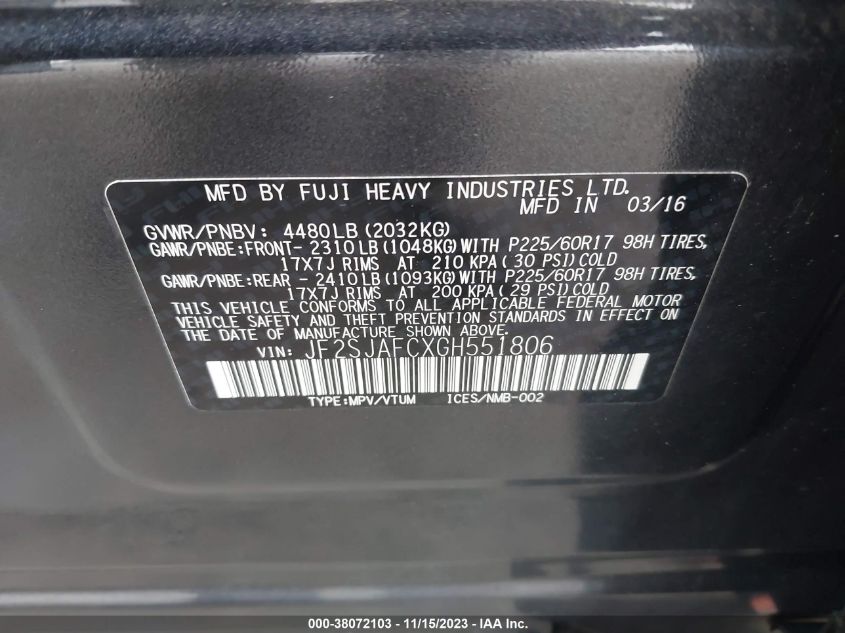 MFD BY FUJI HEAVY INDUSTRIES LTD.
MFD IN 03/16
GVWR/PNBV: 4480LB(2032KG)
GAWR/PNBE:FRONT- 2310LB(1048KG)WITH P225/60R17 98H TIRES,
17X7J RIMS AT 210 KPA( 30 PSI)COLD
GAWR/PNBE:REAR - 2410LB(1093KG)WITH P225/60R17 98H TIRES,
17X7J RIMS AT 200 KPA( 29 PSI)COLD
THIS VEHICLE CONFORMS TO ALL APPLICABLE FEDERAL MOTOR
VEHICLE SAFETY AND THEFT PREVENTION STANDARDS IN EFFECT ON
THE DATE OF MANUFACTURE SHOWN ABOVE.
VIN: JF2SJAFCXGH551806
TYPE:MPV/VTUM ICES/NMB-002
000-38072103 - 11/15/2023 - IAA Inc.